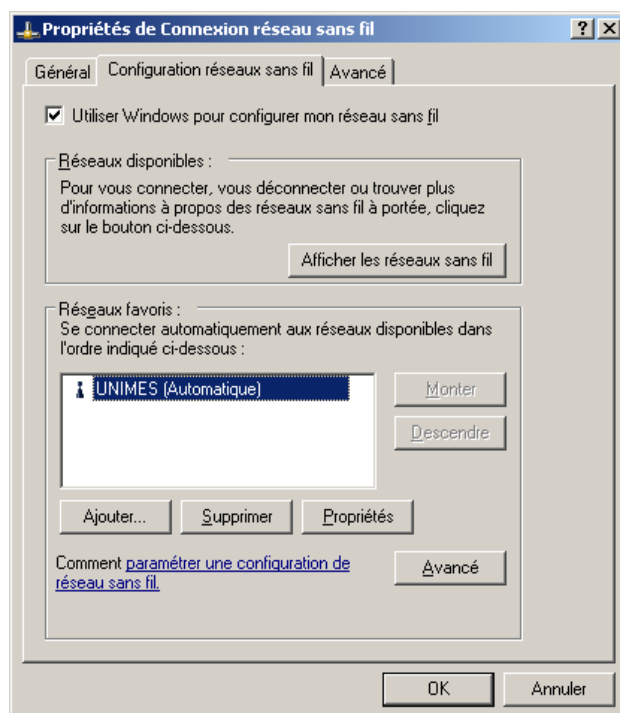 Propriétés de Connexion réseau sans fil
Général
Configuration réseaux sans fil
Avancé
Utiliser Windows pour configurer mon réseau sans fil
Réseaux disponibles :
Pour vous connecter, vous déconnecter ou trouver plus
d'informations à propos des réseaux sans fil à portée, cliquez
sur le bouton ci-dessous.
Afficher les réseaux sans fil
Réseaux favoris :
Se connecter automatiquement aux réseaux disponibles dans
l'ordre indiqué ci-dessous :
UNIMES (Automatique)
Monter
Descendre
Ajouter...
Supprimer
Propriétés
Comment paramétrer une configuration de
réseau sans fil.
Avancé
OK
Annuler